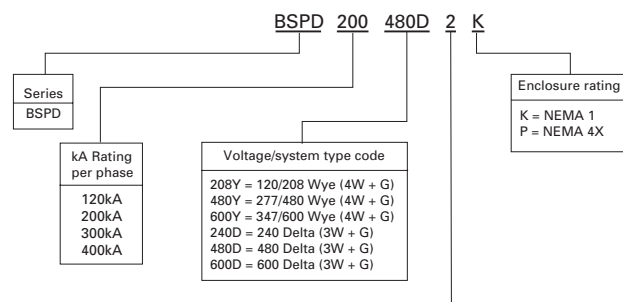 BSPD 200 480D 2 K
Series
BSPD
kA Rating
per phase
120kA
200kA
300kA
400kA
Voltage/system type code
208Y = 120/208 Wye (4W + G)
480Y = 277/480 Wye (4W + G)
600Y = 347/600 Wye (4W + G)
240D = 240 Delta (3W + G)
480D = 480 Delta (3W + G)
600D = 600 Delta (3W + G)
Enclosure rating
K = NEMA 1
P = NEMA 4X